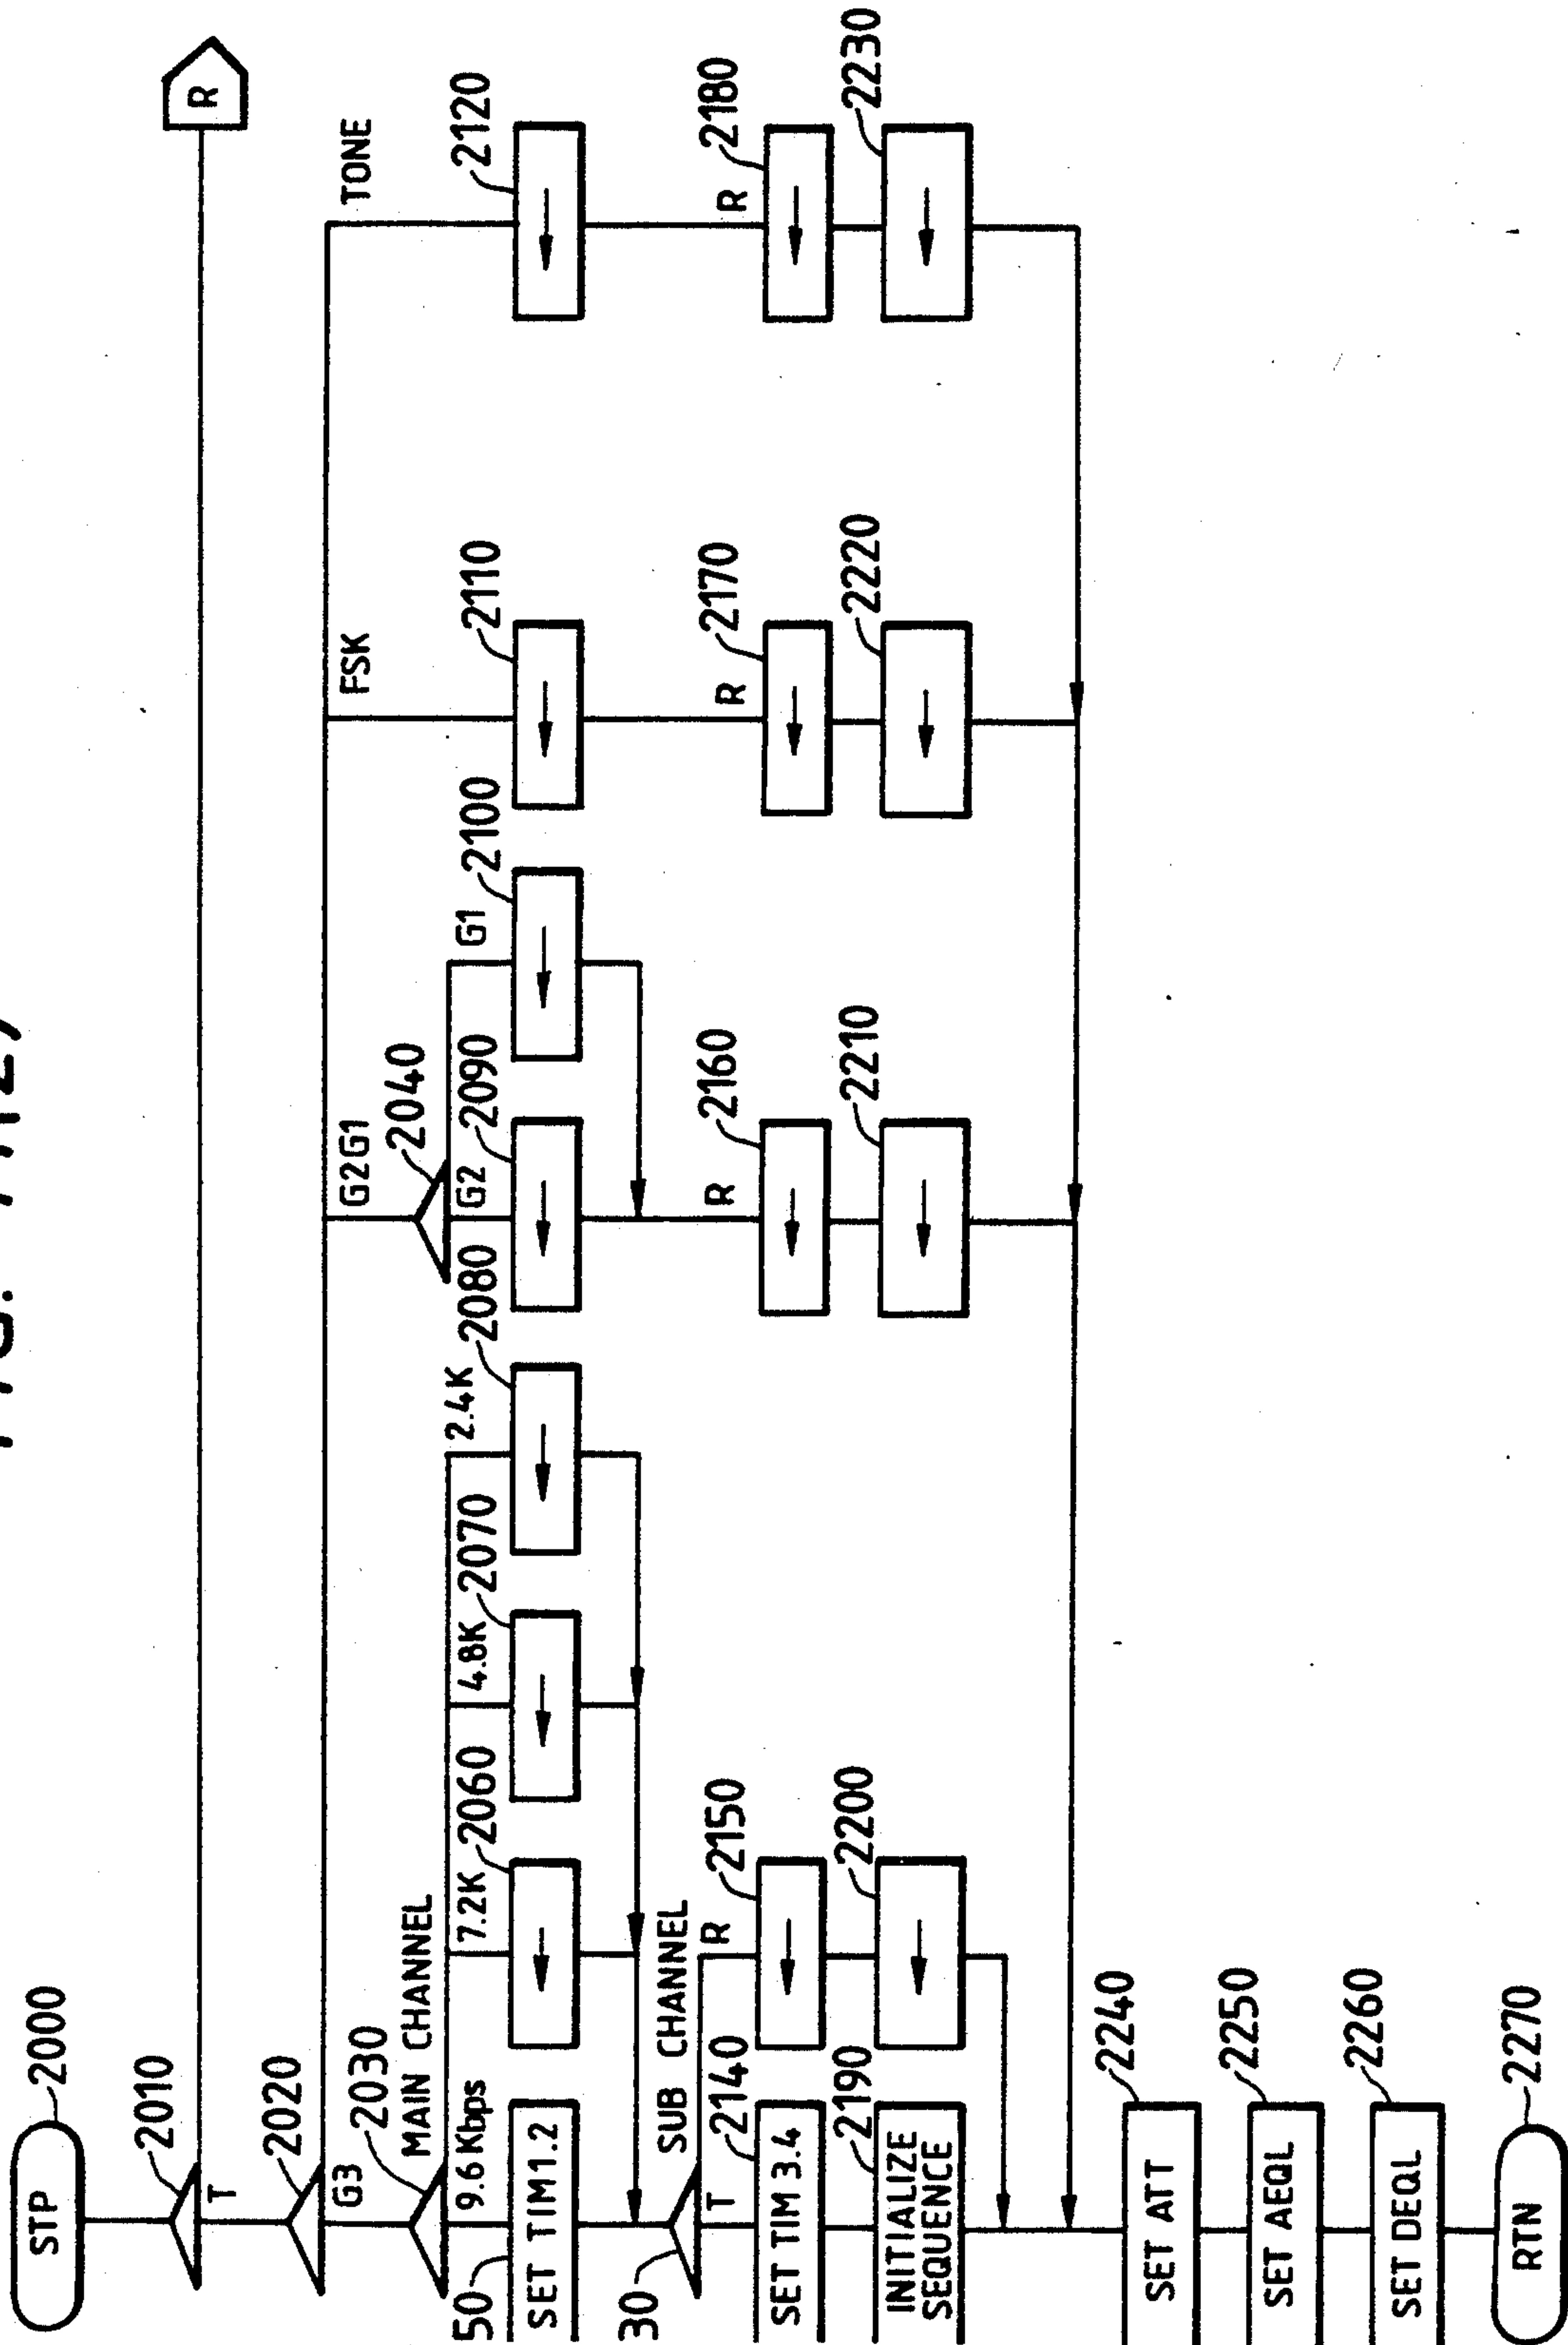 STP
2000
2010
R
T
2020
G3
G2G1
FSK
TONE
2030
MAIN CHANNEL
2040
9.6 Kbps
7.2K
4.8K
2.4K
G2
G1
50
SET TIM1.2
2060
2070
2080
2090
2100
2110
2120
30
SUB CHANNEL
T
R
R
R
R
2140
SET TIM 3.4
2150
2160
2170
2180
2190
INITIALIZE
SEQUENCE
2200
2210
2220
2230
2240
SET ATT
2250
SET AEQL
2260
SET DEQL
2270
RTN